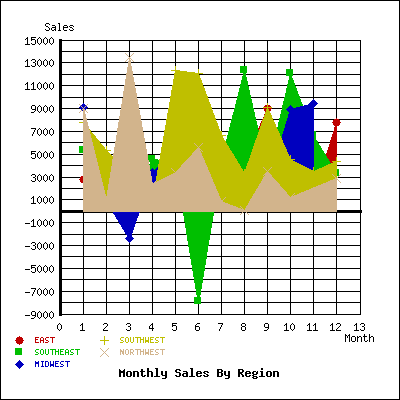 Sales
15000
13000
11000
9000
7000
5000
3000
1000
-1000
-3000
-5000
-7000
-9000
0 1 2 3 4 5 6 7 8 9 10 11 12 13
Month
EAST SOUTHWEST
SOUTHEAST NORTHWEST
MIDWEST
Monthly Sales By Region